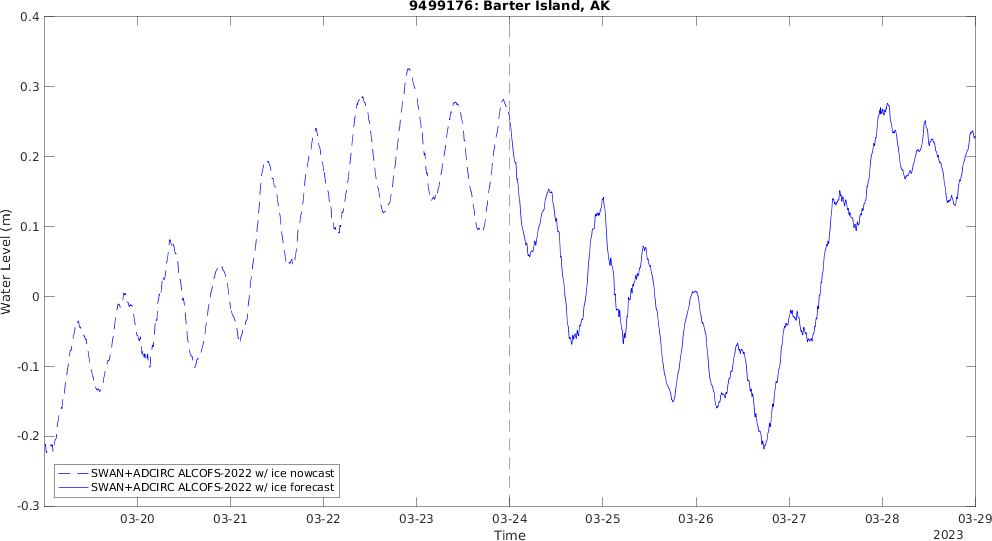 9499176: Barter Island, AK
0.4
0.3
0.2
0.1
0
-0.1
-0.2
-0.3
Water Level (m)
SWAN+ADCIRC ALCOFS-2022 w/ ice nowcast
SWAN+ADCIRC ALCOFS-2022 w/ ice forecast
03-20 03-21 03-22 03-23 03-24 03-25 03-26 03-27 03-28 03-29
Time
2023